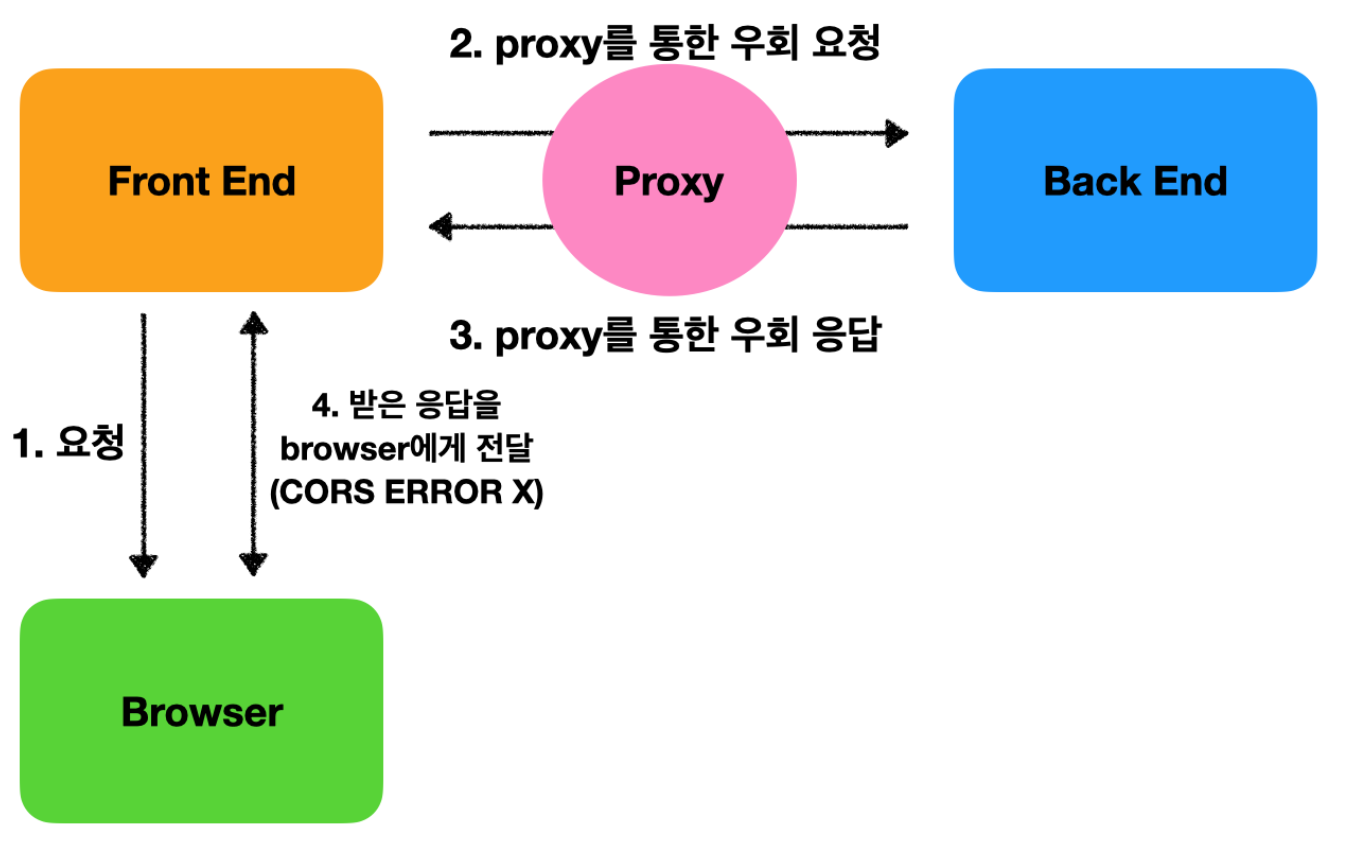 2. proxy를 통한 우회 요청
Front End
Proxy
Back End
3. proxy를 통한 우회 응답
1. 요청
4. 받은 응답을
browser에게 전달
(CORS ERROR X)
Browser